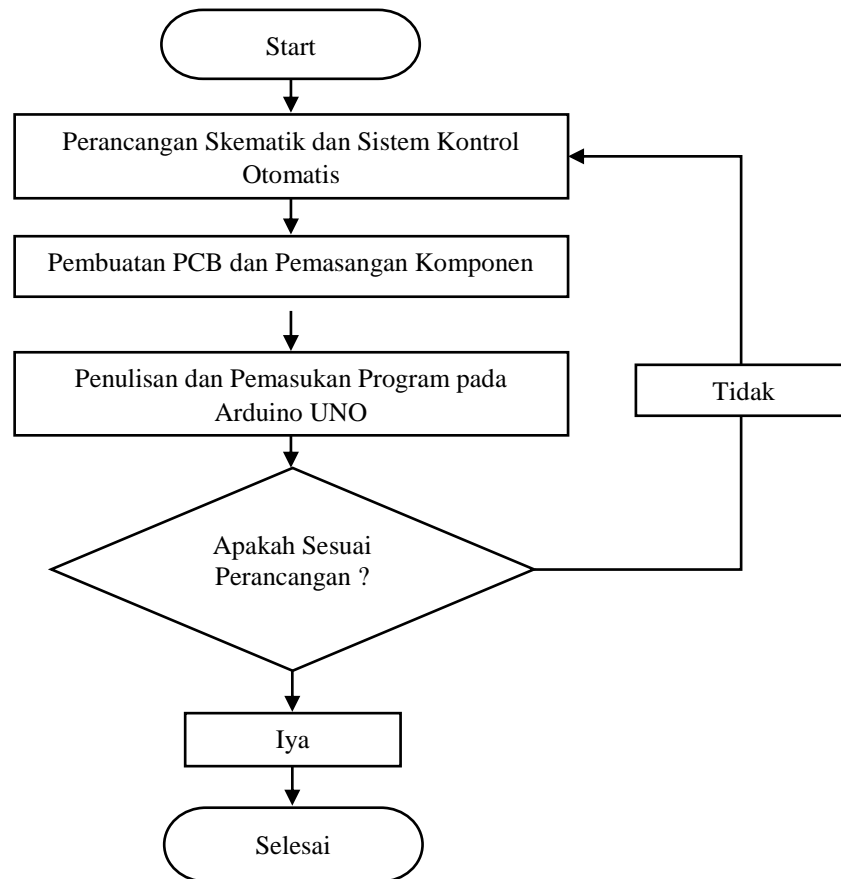 Start
Perancangan Skematik dan Sistem Kontrol
Otomatis
Pembuatan PCB dan Pemasangan Komponen
Penulisan dan Pemasukan Program pada
Arduino UNO
Tidak
Apakah Sesuai
Perancangan ?
Iya
Selesai